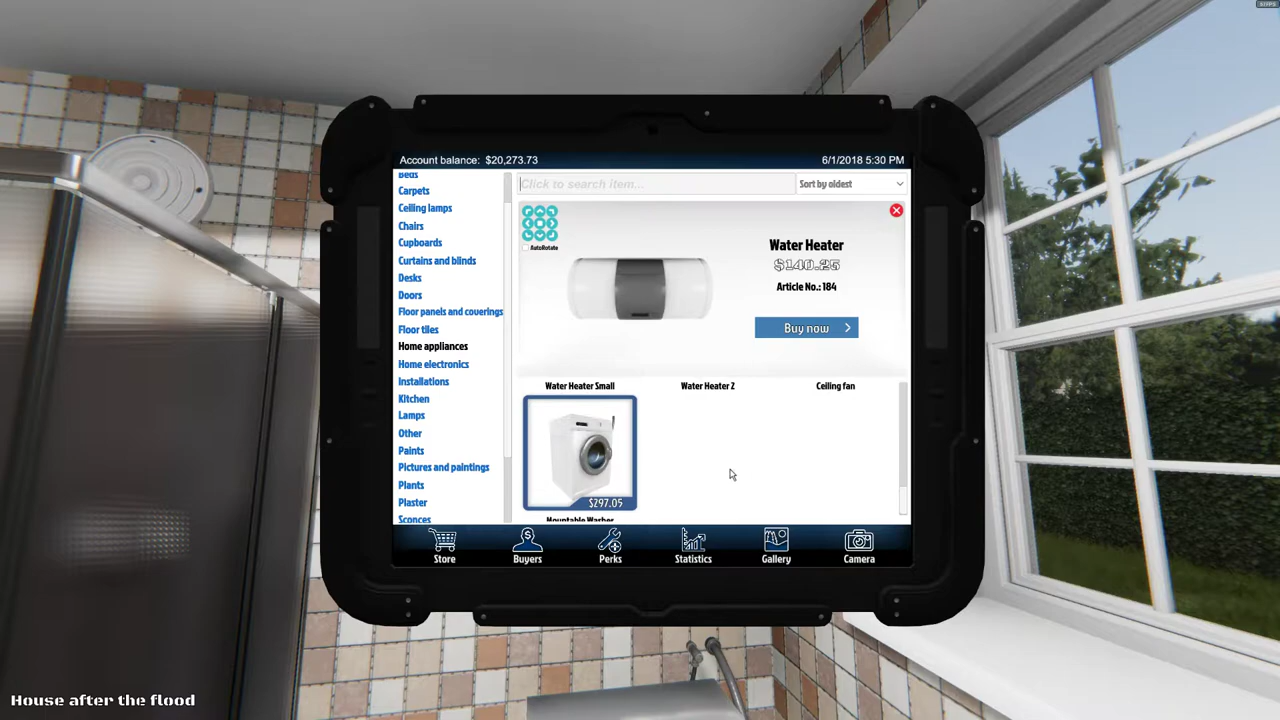 Account balance: $20,273.73
6/1/2018 5:30 PM
Beds
Carpets
Ceiling lamps
Chairs
Cupboards
Curtains and blinds
Desks
Doors
Floor panels and coverings
Floor tiles
Home appliances
Home electronics
Installations
Kitchen
Lamps
Other
Paints
Pictures and paintings
Plants
Plaster
Sconces
Click to search item...
Sort by oldest
AutoRotate
Water Heater
$140.25
Article No.: 184
Buy now
Water Heater Small
Water Heater 2
Ceiling fan
$297.05
Mountable Washer
Store
Buyers
Perks
Statistics
Gallery
Camera
House after the flood